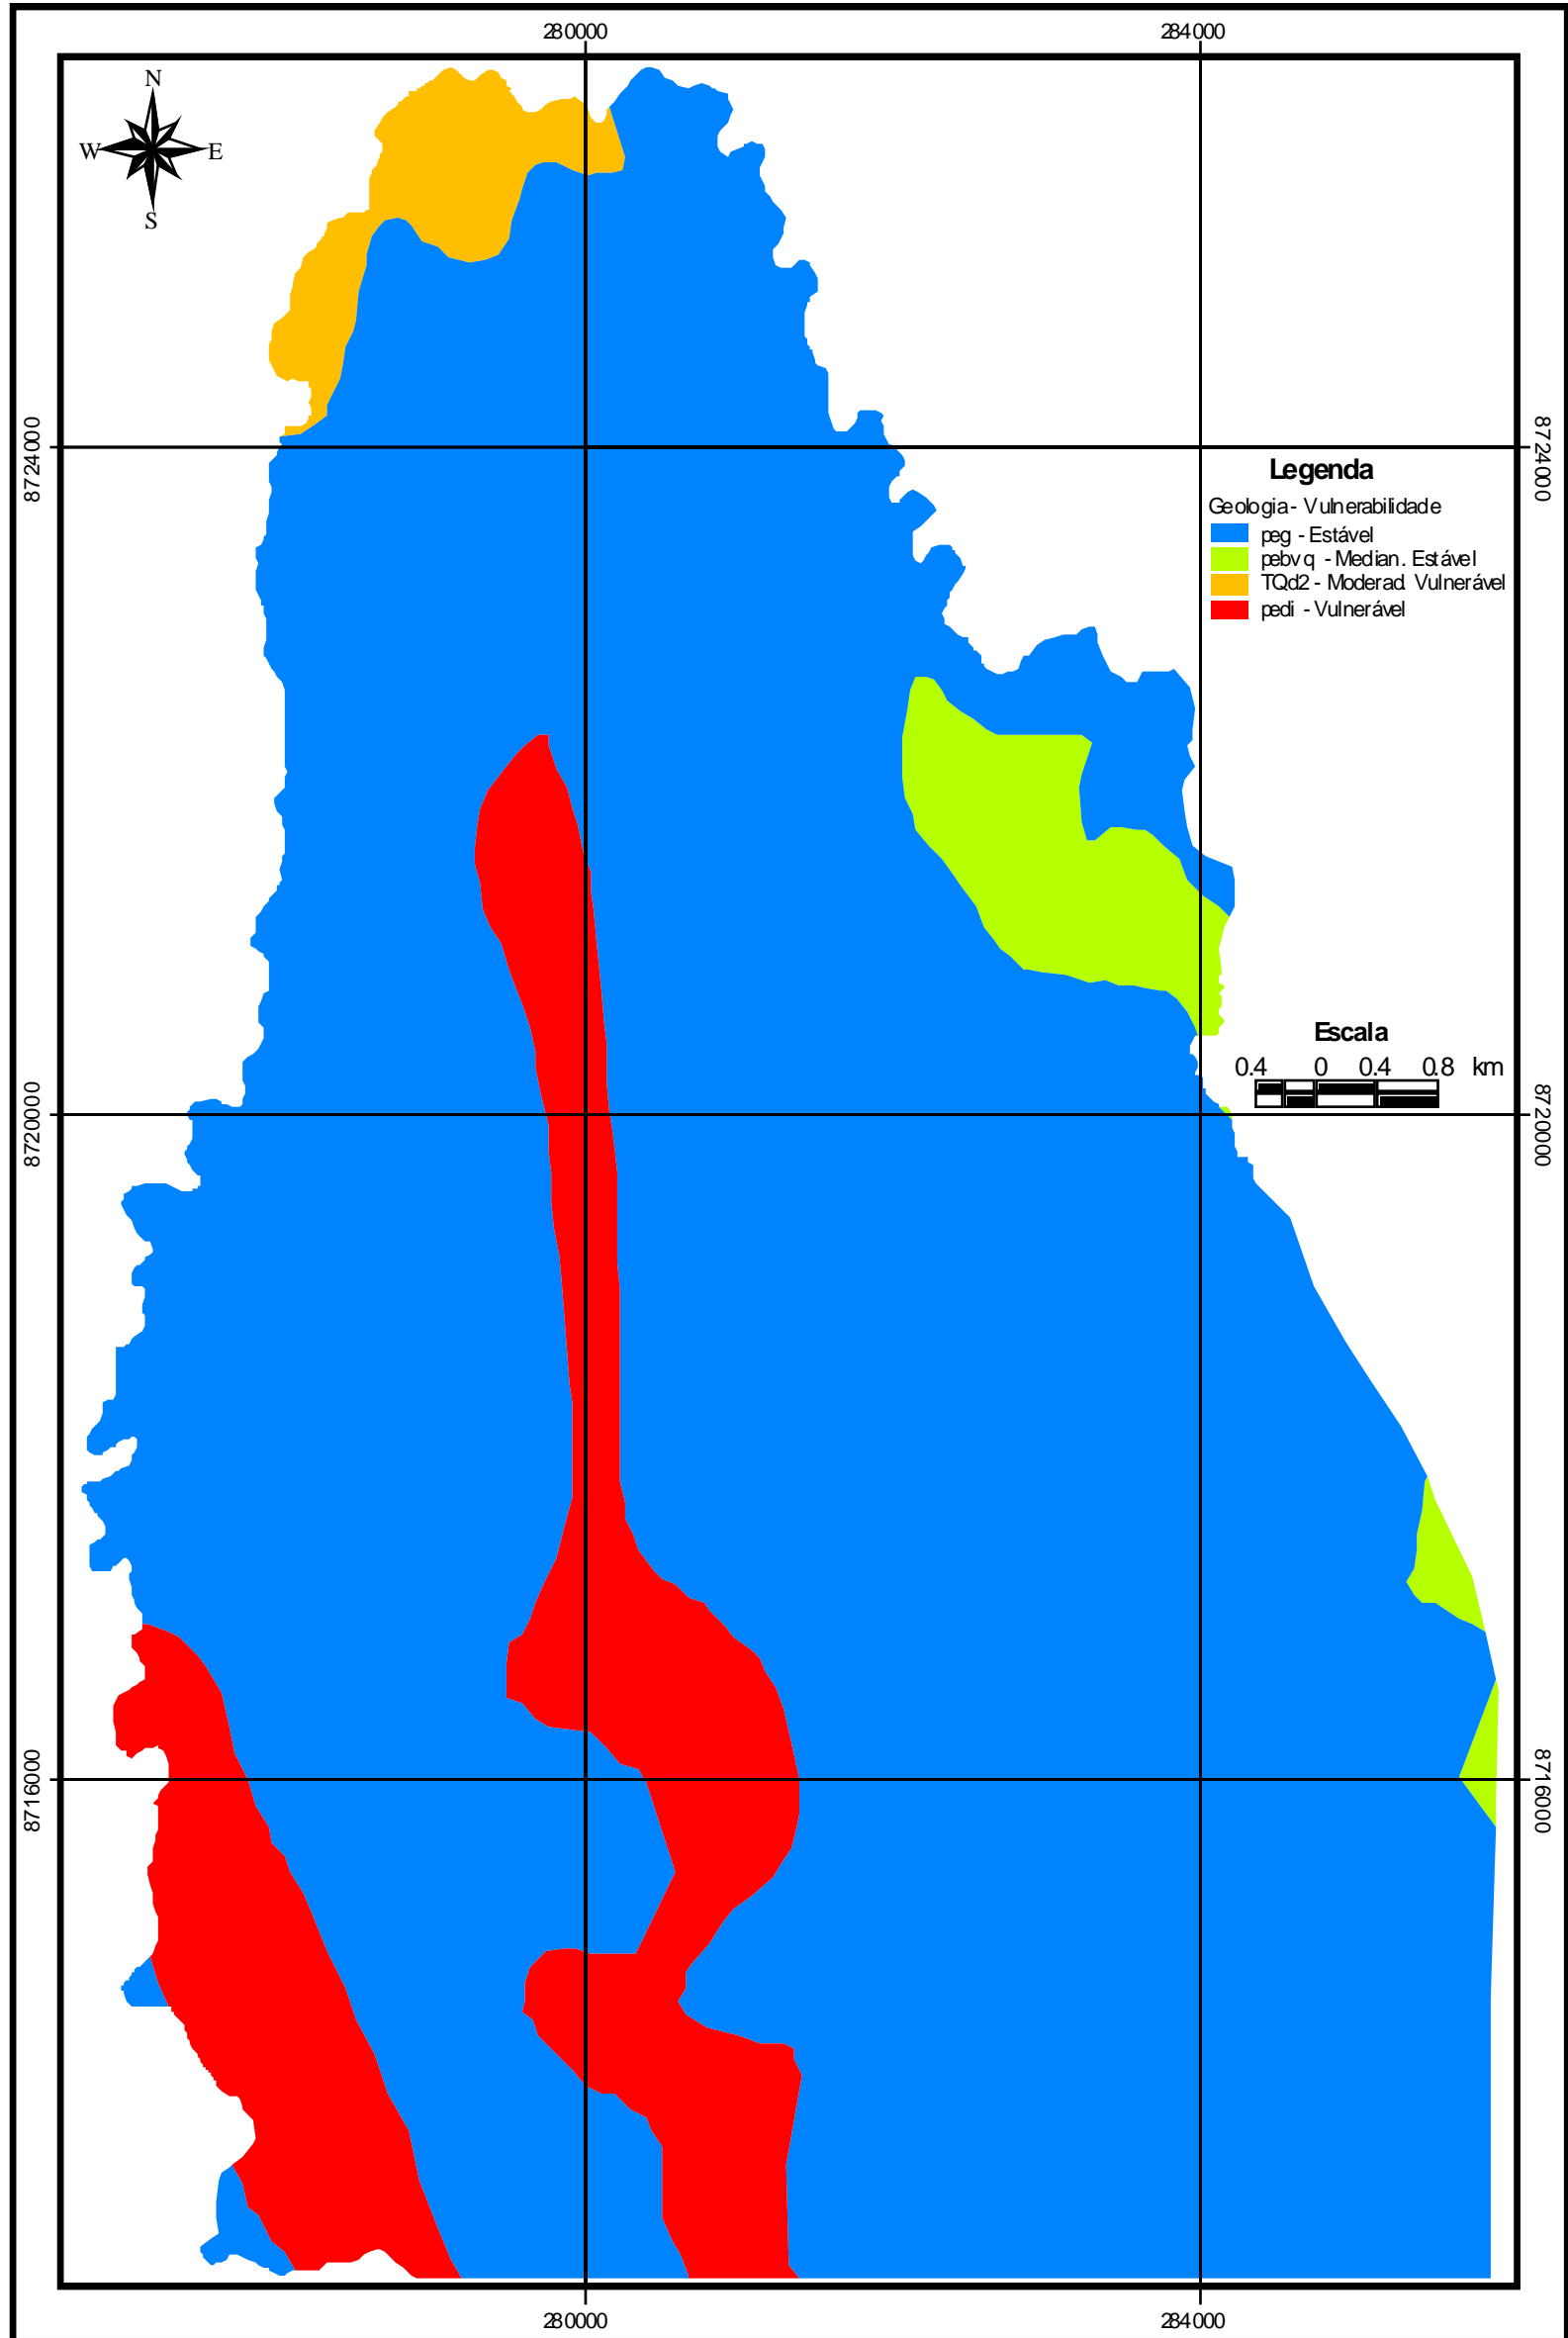 280000 284000
N
W E
S
8724000 8724000
Legenda
Geologia - Vulnerabilidade
peg - Estável
pebvq - Median. Estável
TQd2 - Moderad. Vulnerável
pedi - Vulnerável
Escala
0.4 0 0.4 0.8 km
8720000 8720000
8716000 8716000
280000 284000